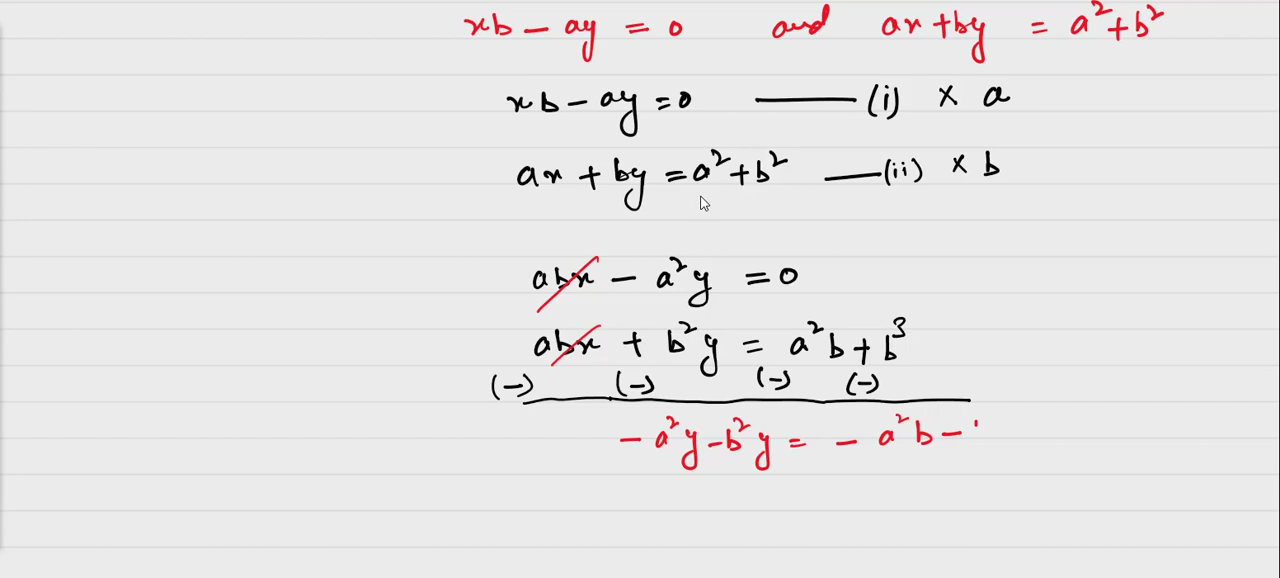 xb - ay = 0 and ax + by = a² + b²
xb - ay = 0 —— (i) × a
ax + by = a² + b² —— (ii) × b
abx - a²y = 0
abx + b²y = a²b + b³
(-) (-) (-) (-)
- a²y - b²y = - a²b -